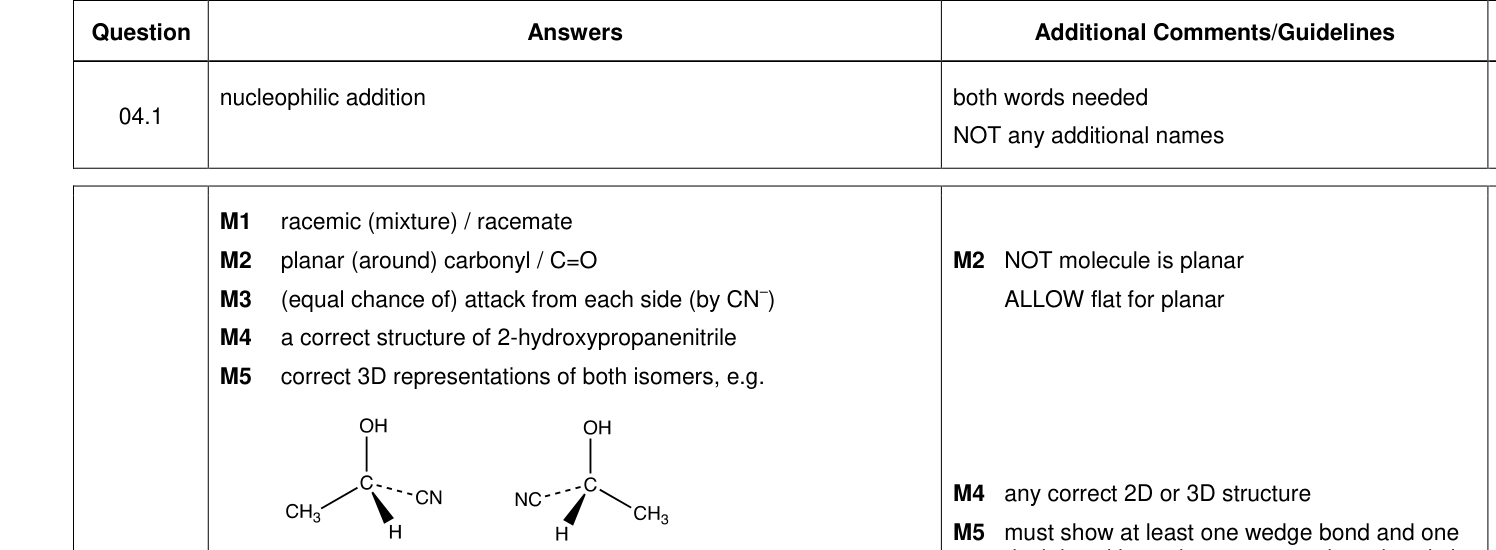 Question Answers Additional Comments/Guidelines
04.1
nucleophilic addition
both words needed
NOT any additional names
M1 racemic (mixture) / racemate
M2 planar (around) carbonyl / C=O
M3 (equal chance of) attack from each side (by CN⁻)
M4 a correct structure of 2-hydroxypropanenitrile
M5 correct 3D representations of both isomers, e.g.
OH
C
CN
CH₃
H
OH
NC
C
CH₃
H
M2 NOT molecule is planar
ALLOW flat for planar
M4 any correct 2D or 3D structure
M5 must show at least one wedge bond and one